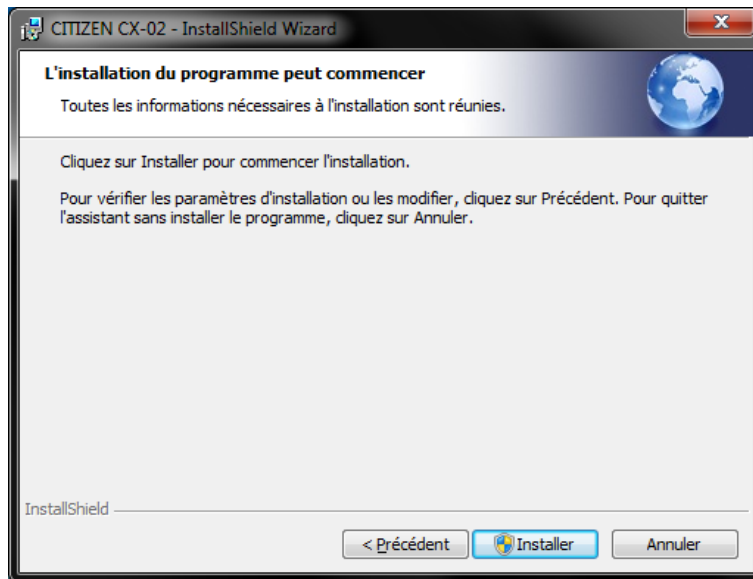 CITIZEN CX-02 - InstallShield Wizard
L'installation du programme peut commencer
Toutes les informations nécessaires à l'installation sont réunies.
Cliquez sur Installer pour commencer l'installation.
Pour vérifier les paramètres d'installation ou les modifier, cliquez sur Précédent. Pour quitter
l'assistant sans installer le programme, cliquez sur Annuler.
InstallShield
< Précédent
Installer
Annuler